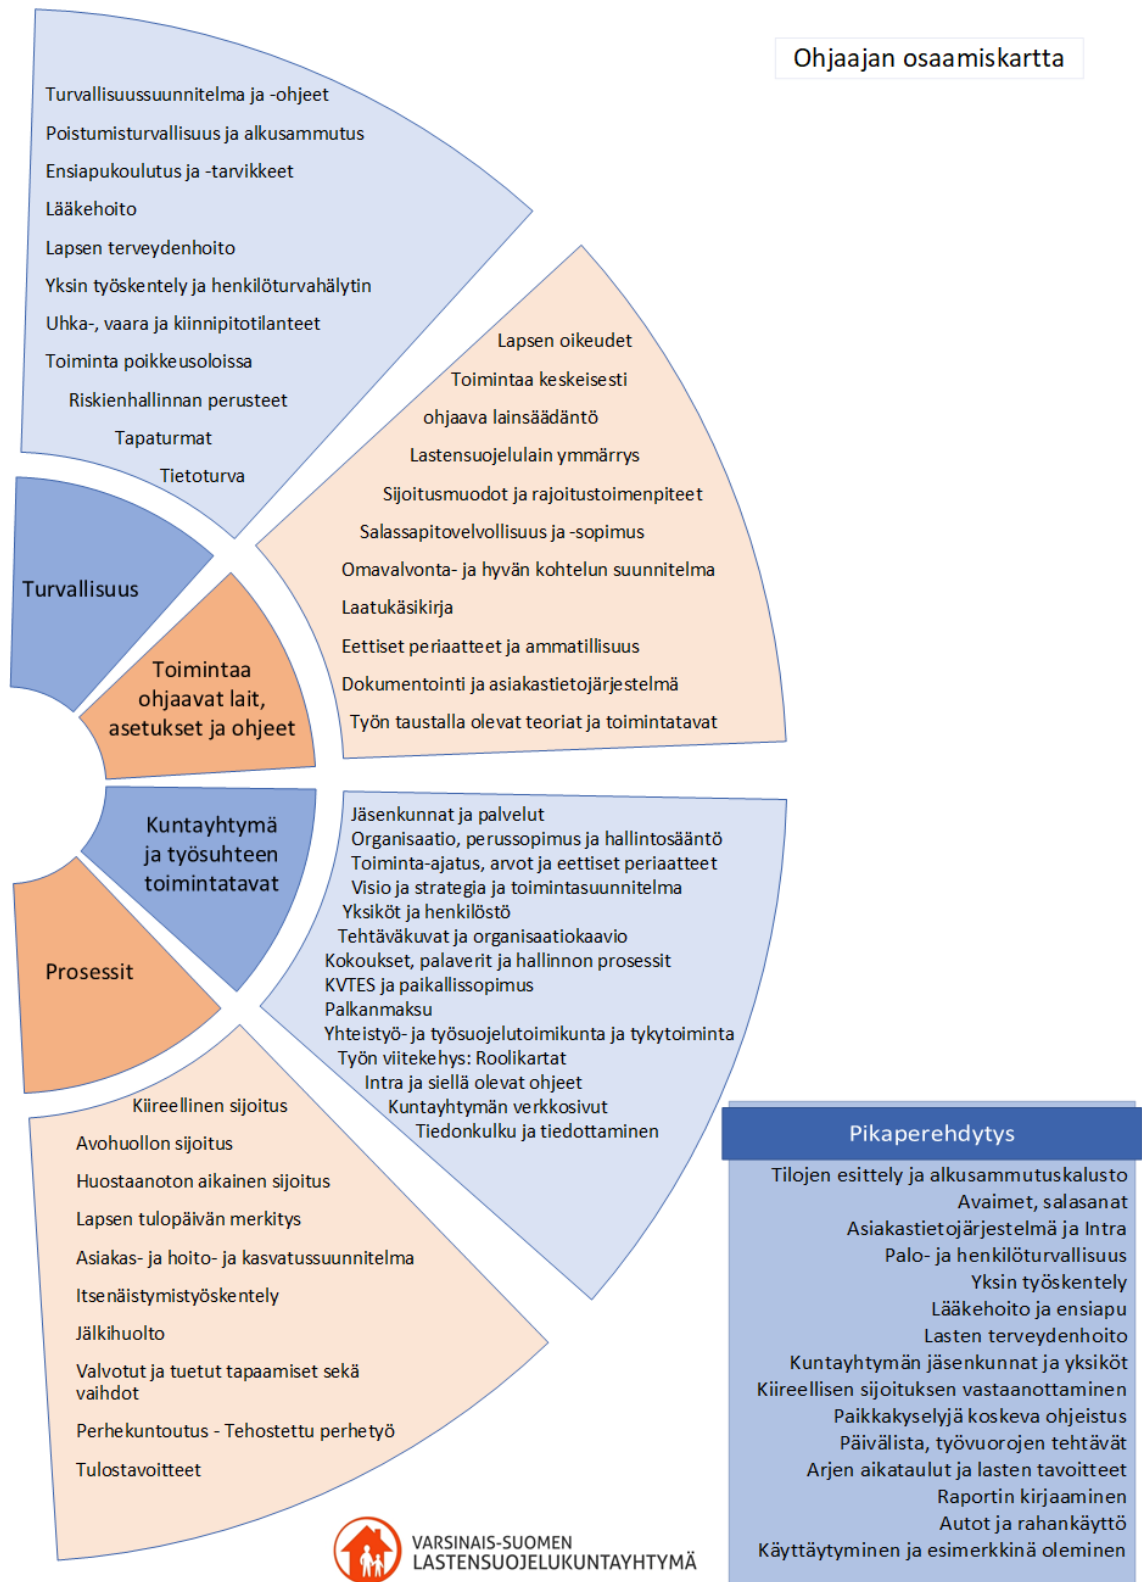 Ohjaajan osaamiskartta
Turvallisuussuunnitelma ja -ohjeet
Poistumisturvallisuus ja alkusammutus
Ensiapukoulutus ja -tarvikkeet
Lääkehoito
Lapsen terveydenhoito
Yksin työskentely ja henkilöturvahälytin
Uhka-, vaara ja kiinnipitotilanteet
Toiminta poikkeusoloissa
Riskienhallinnan perusteet
Tapaturmat
Tietoturva
Turvallisuus
Lapsen oikeudet
Toimintaa keskeisesti
ohjaava lainsäädäntö
Lastensuojelulain ymmärrys
Sijoitusmuodot ja rajoitustoimenpiteet
Salassapitovelvollisuus ja -sopimus
Omavalvonta- ja hyvän kohtelun suunnitelma
Laatukäsikirja
Eettiset periaatteet ja ammatillisuus
Dokumentointi ja asiakastietojärjestelmä
Työn taustalla olevat teoriat ja toimintatavat
Toimintaa
ohjaavat lait,
asetukset ja ohjeet
Kuntayhtymä
ja työsuhteen
toimintatavat
Jäsenkunnat ja palvelut
Organisaatio, perussopimus ja hallintosääntö
Toiminta-ajatus, arvot ja eettiset periaatteet
Visio ja strategia ja toimintasuunnitelma
Yksiköt ja henkilöstö
Tehtäväkuvat ja organisaatiokaavio
Kokoukset, palaverit ja hallinnon prosessit
KVTES ja paikallissopimus
Palkanmaksu
Yhteistyö- ja työsuojelutoimikunta ja tykytoiminta
Työn viitekehys: Roolikartat
Intra ja siellä olevat ohjeet
Kuntayhtymän verkkosivut
Tiedonkulku ja tiedottaminen
Prosessit
Kiireellinen sijoitus
Avohuollon sijoitus
Huostaanoton aikainen sijoitus
Lapsen tulopäivän merkitys
Asiakas- ja hoito- ja kasvatussuunnitelma
Itsenäistymistyöskentely
Jälkihuolto
Valvotut ja tuetut tapaamiset sekä
vaihdot
Perhekuntoutus - Tehostettu perhetyö
Tulostavoitteet
Pikaperehdytys
Tilojen esittely ja alkusammutuskalusto
Avaimet, salasanat
Asiakastietojärjestelmä ja Intra
Palo- ja henkilöturvallisuus
Yksin työskentely
Lääkehoito ja ensiapu
Lasten terveydenhoito
Kuntayhtymän jäsenkunnat ja yksiköt
Kiireellisen sijoituksen vastaanottaminen
Paikkakyselyjä koskeva ohjeistus
Päivälista, työvuorojen tehtävät
Arjen aikataulut ja lasten tavoitteet
Raportin kirjaaminen
Autot ja rahankäyttö
Käyttäytyminen ja esimerkkinä oleminen
VARSINAIS-SUOMEN
LASTENSUOJELUKUNTAYHTYMÄ